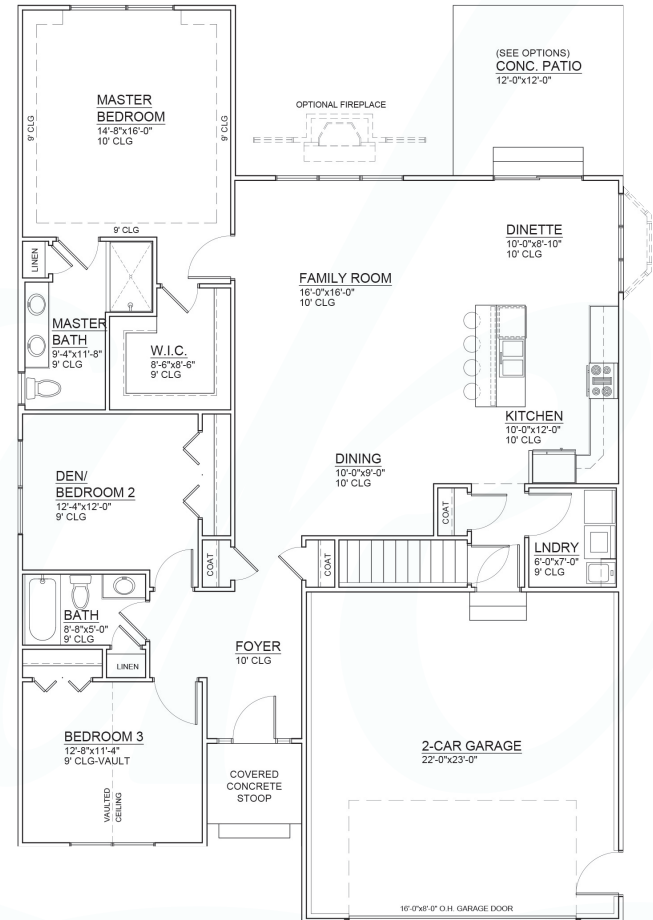 (SEE OPTIONS)
CONC. PATIO
12'-0"x12'-0"
MASTER
BEDROOM
14'-8"x16'-0"
10' CLG
9' CLG
9' CLG
9' CLG
OPTIONAL FIREPLACE
DINETTE
10'-0"x8'-10"
10' CLG
LINEN
FAMILY ROOM
16'-0"x16'-0"
10' CLG
MASTER
BATH
9'-4"x11'-8"
9' CLG
W.I.C.
8'-6"x8'-6"
9' CLG
KITCHEN
10'-0"x12'-0"
10' CLG
DINING
10'-0"x9'-0"
10' CLG
DEN/
BEDROOM 2
12'-4"x12'-0"
9' CLG
COAT
LNDRY
6'-0"x7'-0"
9' CLG
COAT
COAT
BATH
8'-8"x5'-0"
9' CLG
LINEN
FOYER
10' CLG
BEDROOM 3
12'-8"x11'-4"
9' CLG-VAULT
VAULTED
CEILING
COVERED
CONCRETE
STOOP
2-CAR GARAGE
22'-0"x23'-0"
16'-0"x8'-0" O.H. GARAGE DOOR